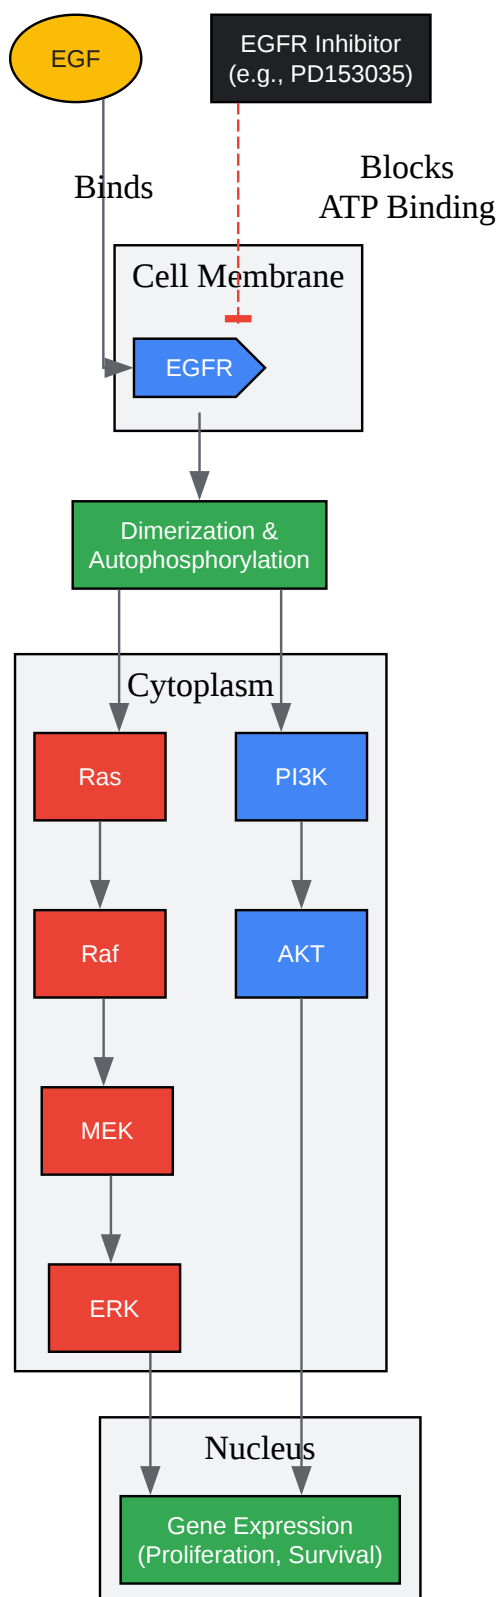 EGF
EGFR Inhibitor
(e.g., PD153035)
Binds
Blocks
ATP Binding
Cell Membrane
EGFR
Dimerization &
Autophosphorylation
Cytoplasm
Ras
PI3K
Raf
AKT
MEK
ERK
Nucleus
Gene Expression
(Proliferation, Survival)